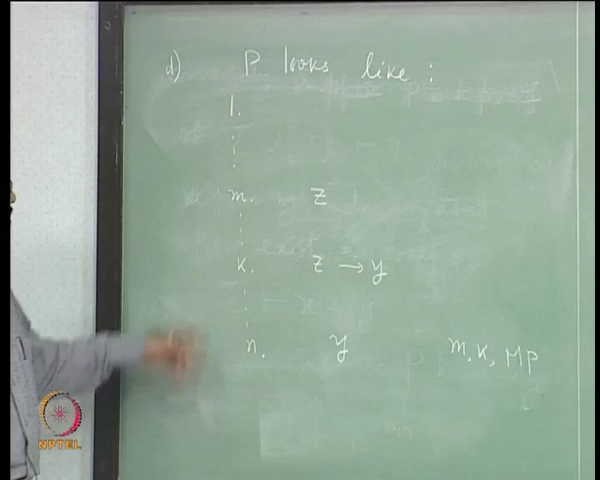 d) P looks like :
1.
m. z
k. z → y
n. y m, k, MP
NPTEL